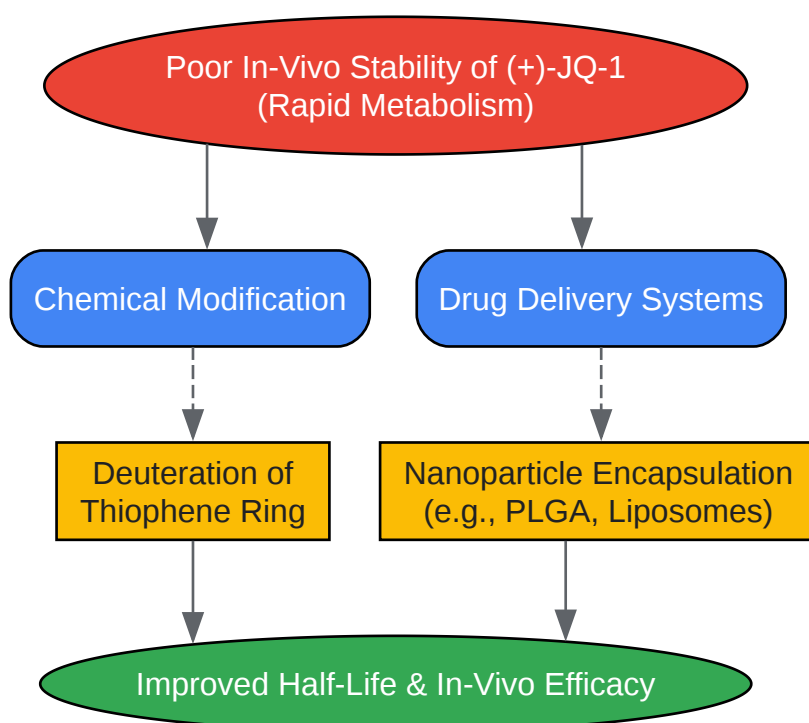 Poor In-Vivo Stability of (+)-JQ-1
(Rapid Metabolism)
Chemical Modification
Drug Delivery Systems
Deuteration of
Thiophene Ring
Nanoparticle Encapsulation
(e.g., PLGA, Liposomes)
Improved Half-Life & In-Vivo Efficacy